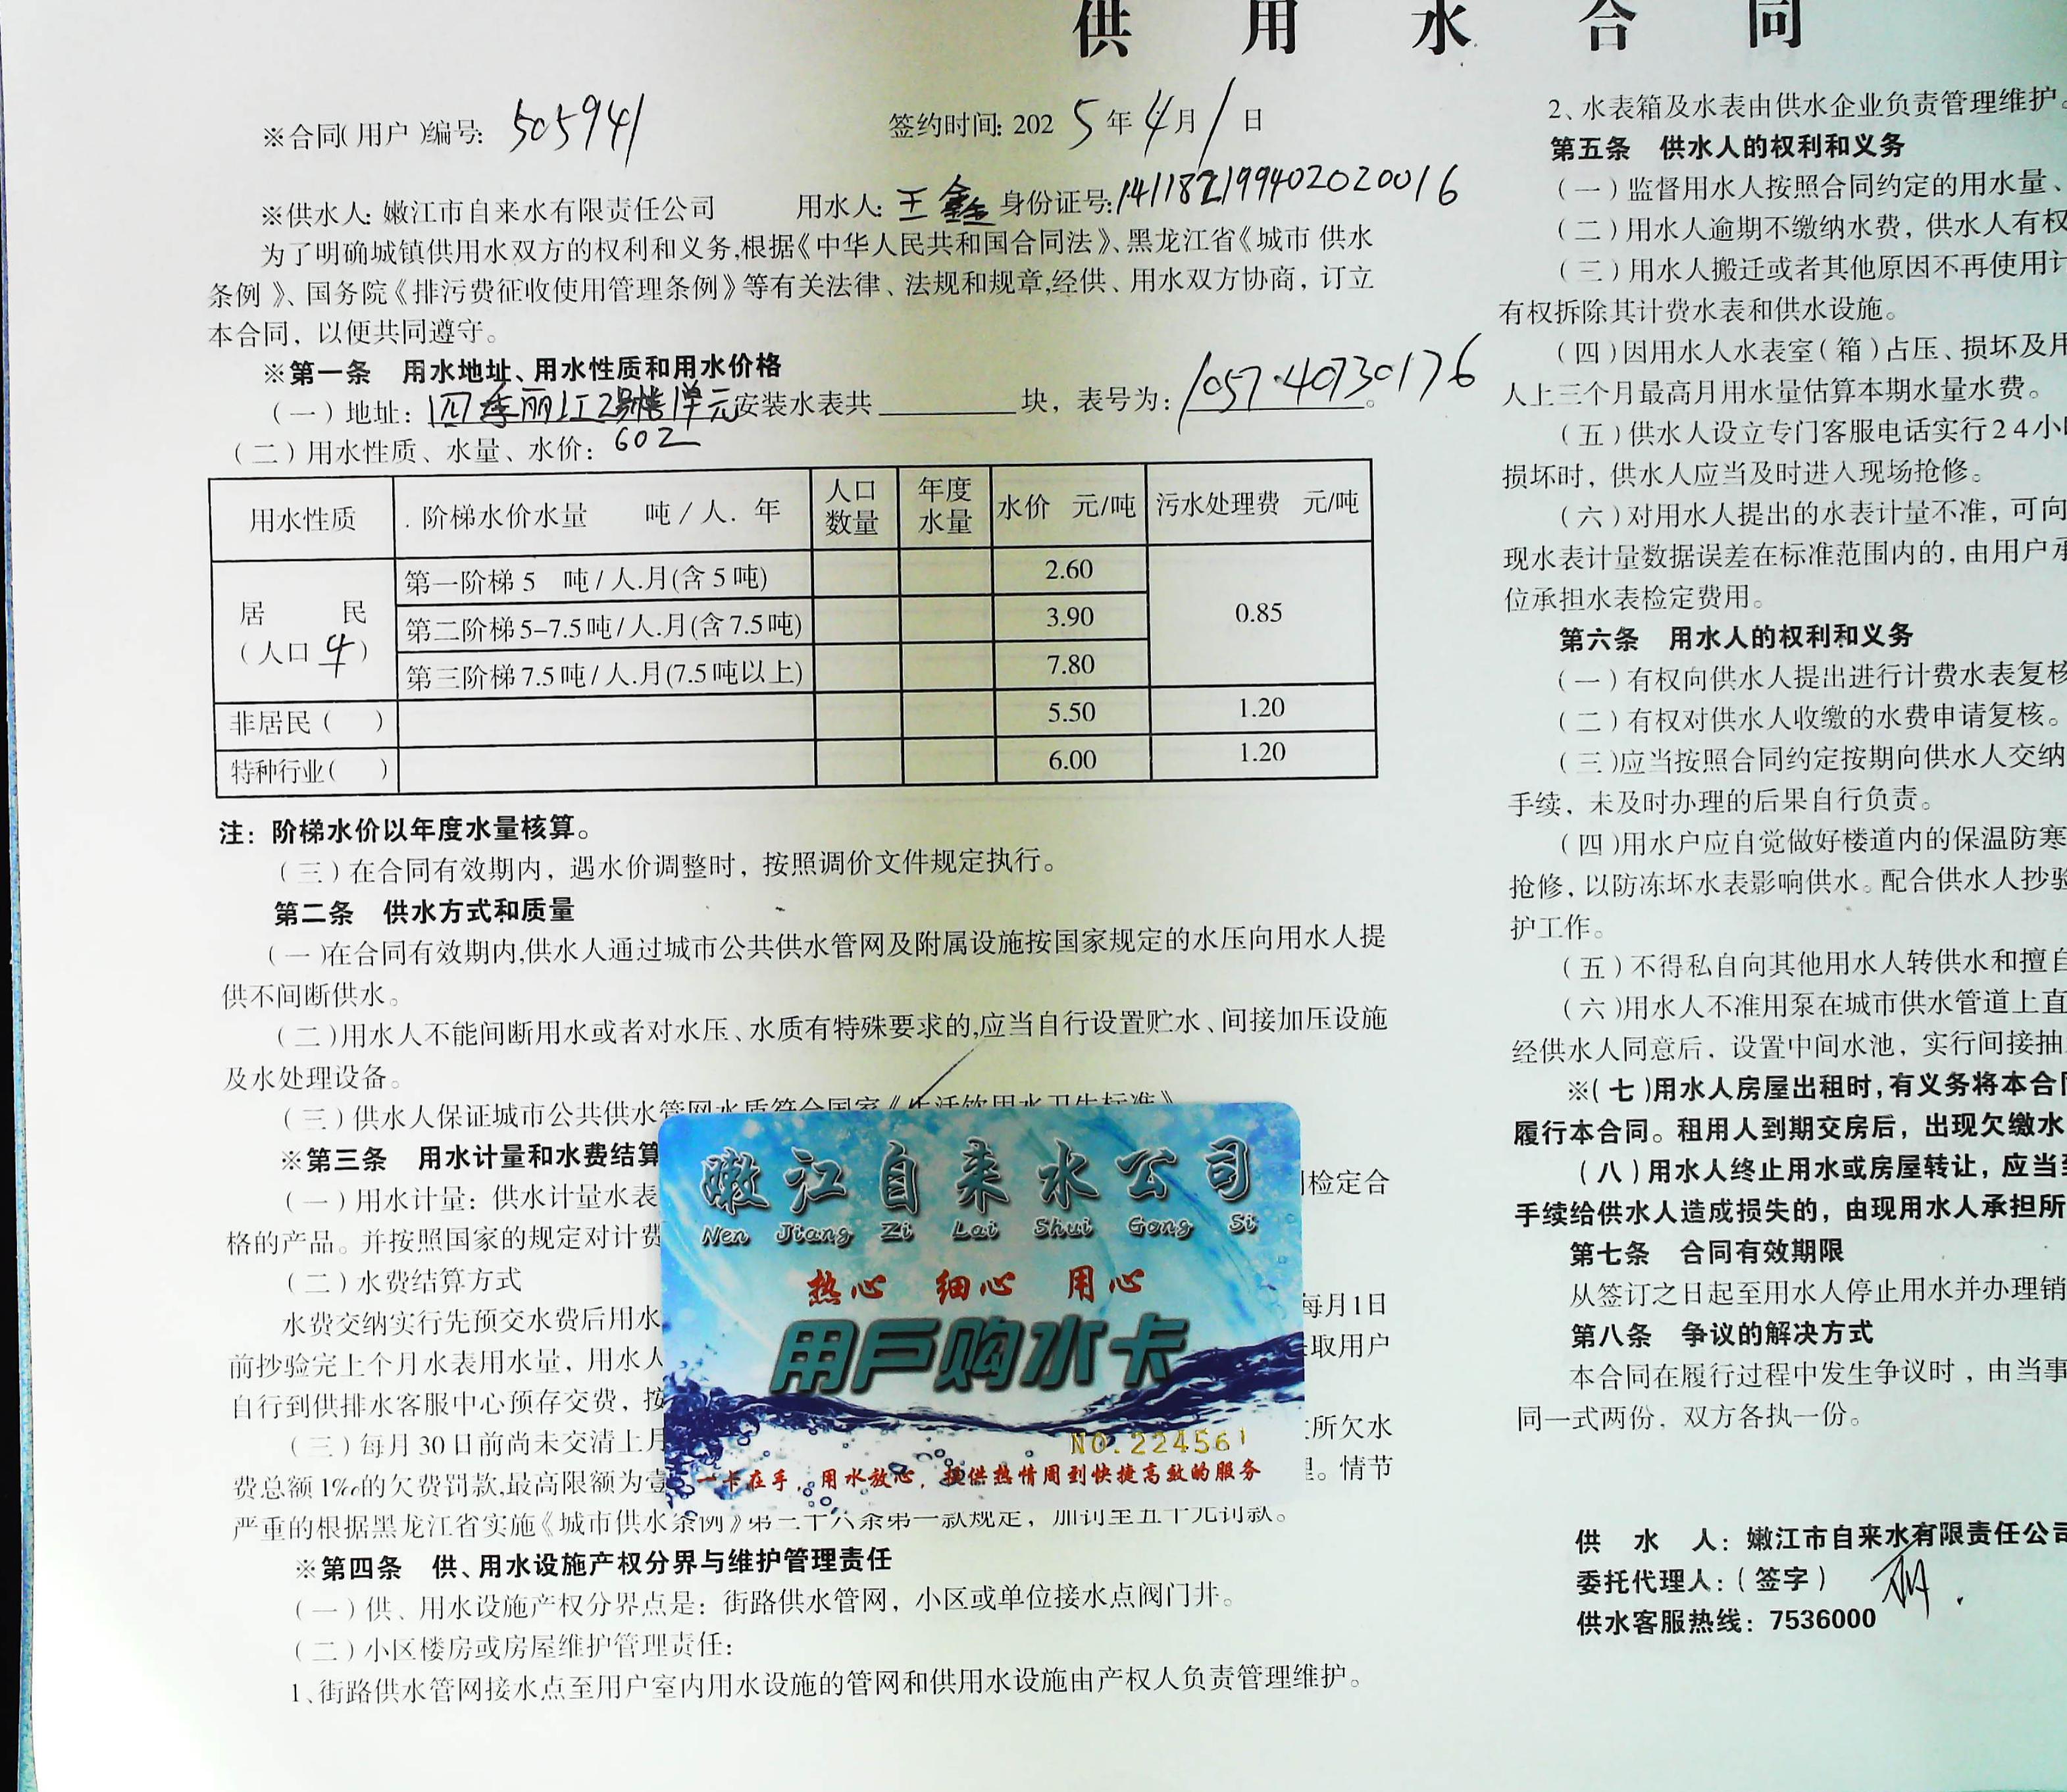 供用水合同
※合同(用户)编号: 505941 签约时间: 2025年4月1日
※供水人: 嫩江市自来水有限责任公司 用水人: 王鑫 身份证号: 141182199402020016
为了明确城镇供用水双方的权利和义务,根据《中华人民共和国合同法》、黑龙江省《城市 供水
条例》、国务院《排污费征收使用管理条例》等有关法律、法规和规章,经供、用水双方协商，订立
本合同，以便共同遵守。
※第一条 用水地址、用水性质和用水价格
(一)地址: 四季丽江2号楼1单元安装水表共 块，表号为: 1057·40730176。
602
(二)用水性质、水量、水价:
用水性质 阶梯水价水量 吨/人. 年 人口数量 年度水量 水价 元/吨 污水处理费 元/吨
居 民 (人口 4)
第一阶梯5 吨/人.月(含5吨) 2.60 0.85
第二阶梯5-7.5吨/人.月(含7.5吨) 3.90
第三阶梯7.5吨/人.月(7.5吨以上) 7.80
非居民( ) 5.50 1.20
特种行业( ) 6.00 1.20
注：阶梯水价以年度水量核算。
(三)在合同有效期内，遇水价调整时，按照调价文件规定执行。
第二条 供水方式和质量
(一)在合同有效期内,供水人通过城市公共供水管网及附属设施按国家规定的水压向用水人提
供不间断供水。
(二)用水人不能间断用水或者对水压、水质有特殊要求的,应当自行设置贮水、间接加压设施
及水处理设备。
(三)供水人保证城市公共供水管网水质符合国家《生活饮用水卫生标准》
※第三条 用水计量和水费结算
(一)用水计量：供水计量水表 检定合
格的产品。并按照国家的规定对计费
(二)水费结算方式
水费交纳实行先预交水费后用水 每月1日
前抄验完上个月水表用水量，用水人 取用户
自行到供排水客服中心预存交费，按
(三)每月30日前尚未交清上月 所欠水
费总额1‰的欠费罚款,最高限额为壹 。情节
严重的根据黑龙江省实施《城市供水条例》第二十六条第一款规定，加罚至五千元罚款。
※第四条 供、用水设施产权分界与维护管理责任
(一)供、用水设施产权分界点是：街路供水管网，小区或单位接水点阀门井。
(二)小区楼房或房屋维护管理责任:
1、街路供水管网接水点至用户室内用水设施的管网和供用水设施由产权人负责管理维护。
嫩江自来水公司
Nen Jiang Zi Lai Shui Gong Si
热心 细心 用心
用戶购水卡
NO.224561
一卡在手，用水放心，提供热情周到快捷高效的服务
2、水表箱及水表由供水企业负责管理维护。
第五条 供水人的权利和义务
(一)监督用水人按照合同约定的用水量、
(二)用水人逾期不缴纳水费，供水人有权
(三)用水人搬迁或者其他原因不再使用计
有权拆除其计费水表和供水设施。
(四)因用水人水表室(箱)占压、损坏及用
人上三个月最高月用水量估算本期水量水费。
(五)供水人设立专门客服电话实行24小
损坏时，供水人应当及时进入现场抢修。
(六)对用水人提出的水表计量不准，可向
现水表计量数据误差在标准范围内的，由用户承
位承担水表检定费用。
第六条 用水人的权利和义务
(一)有权向供水人提出进行计费水表复核
(二)有权对供水人收缴的水费申请复核。
(三)应当按照合同约定按期向供水人交纳
手续，未及时办理的后果自行负责。
(四)用水户应自觉做好楼道内的保温防寒
抢修，以防冻坏水表影响供水。配合供水人抄验
护工作。
(五)不得私自向其他用水人转供水和擅自
(六)用水人不准用泵在城市供水管道上直
经供水人同意后，设置中间水池，实行间接抽
※(七)用水人房屋出租时,有义务将本合同
履行本合同。租用人到期交房后，出现欠缴水
(八)用水人终止用水或房屋转让，应当至
手续给供水人造成损失的，由现用水人承担所
第七条 合同有效期限
从签订之日起至用水人停止用水并办理销
第八条 争议的解决方式
本合同在履行过程中发生争议时，由当事
同一式两份，双方各执一份。
供 水 人：嫩江市自来水有限责任公司
委托代理人：(签字)
供水客服热线：7536000